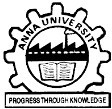 ANNA UNIVERSITY
PROGRESS THROUGH KNOWLEDGE